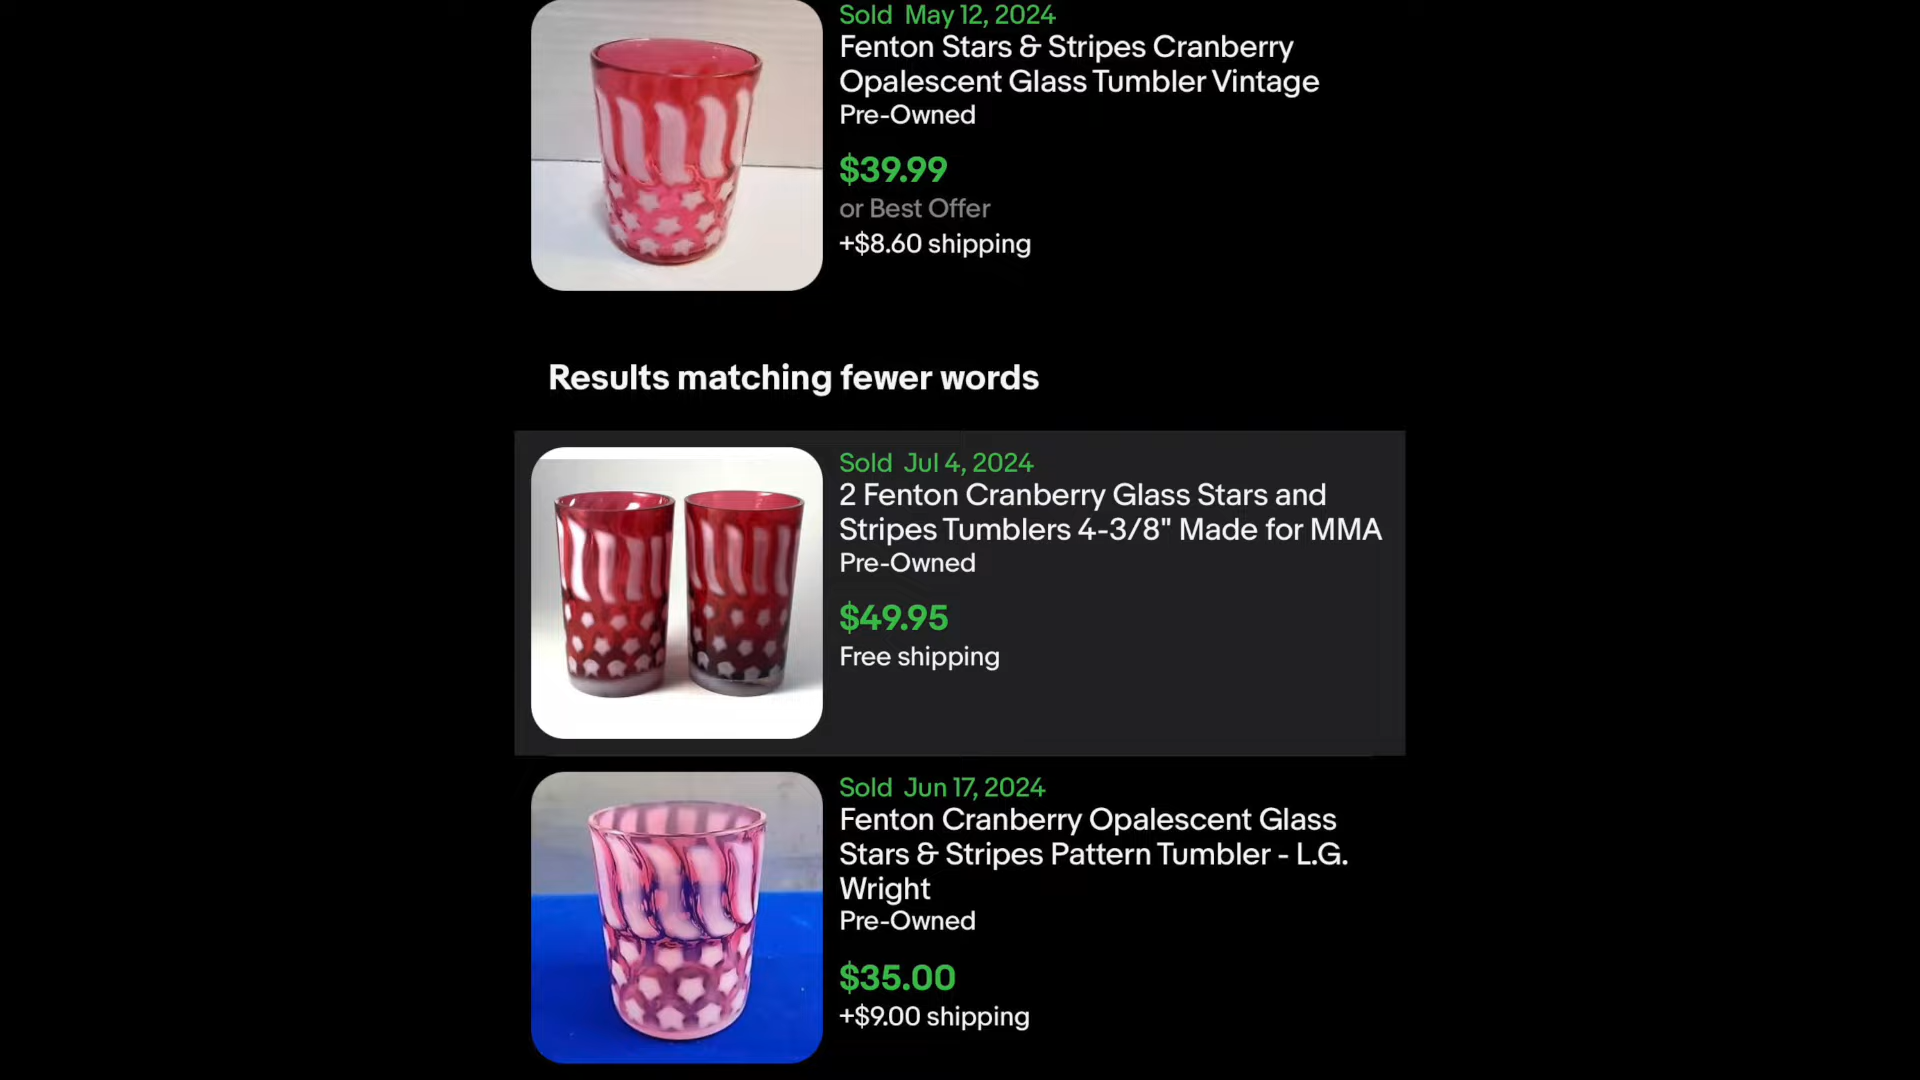 Sold May 12, 2024
Fenton Stars & Stripes Cranberry
Opalescent Glass Tumbler Vintage
Pre-Owned
$39.99
or Best Offer
+$8.60 shipping
Results matching fewer words
Sold Jul 4, 2024
2 Fenton Cranberry Glass Stars and
Stripes Tumblers 4-3/8" Made for MMA
Pre-Owned
$49.95
Free shipping
Sold Jun 17, 2024
Fenton Cranberry Opalescent Glass
Stars & Stripes Pattern Tumbler - L.G.
Wright
Pre-Owned
$35.00
+$9.00 shipping